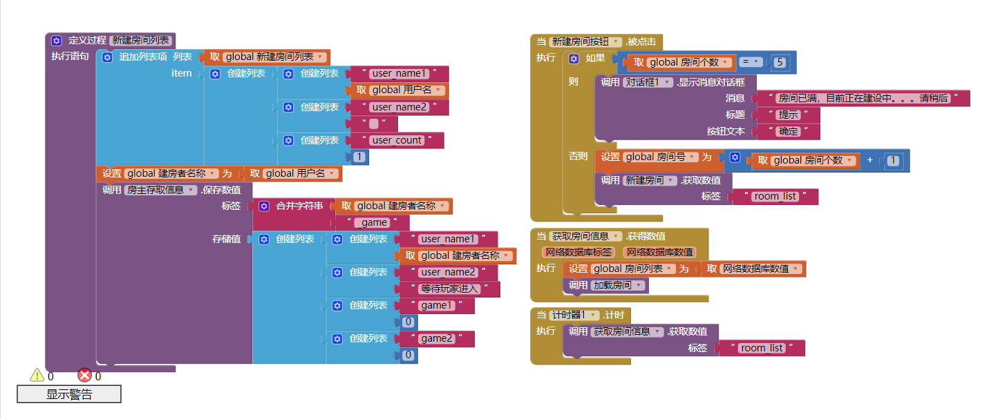 定义过程 新建房间列表
执行语句 追加列表项 列表 取 global 新建房间列表
item 创建列表 创建列表 “ user_name1 ”
取 global 用户名
创建列表 “ user_name2 ”
“ ”
创建列表 “ user_count ”
1
设置 global 建房者名称 为 取 global 用户名
调用 房主存取信息 .保存数值
标签 合并字符串 取 global 建房者名称
“ _game ”
存储值 创建列表 创建列表 “ user_name1 ”
取 global 建房者名称
创建列表 “ user_name2 ”
“ 等待玩家进入 ”
创建列表 “ game1 ”
0
创建列表 “ game2 ”
0
0 0
显示警告
当 新建房间按钮 .被点击
执行 如果 取 global 房间个数 = 5
则 调用 对话框1 .显示消息对话框
消息 “ 房间已满，目前正在建设中。。。请稍后 ”
标题 “ 提示 ”
按钮文本 “ 确定 ”
否则 设置 global 房间号 为 取 global 房间个数 + 1
调用 新建房间 .获取数值
标签 “ room_list ”
当 获取房间信息 .获得数值
网络数据库标签 网络数据库数值
执行 设置 global 房间列表 为 取 网络数据库数值
调用 加载房间
当 计时器1 .计时
执行 调用 获取房间信息 .获取数值
标签 “ room_list ”